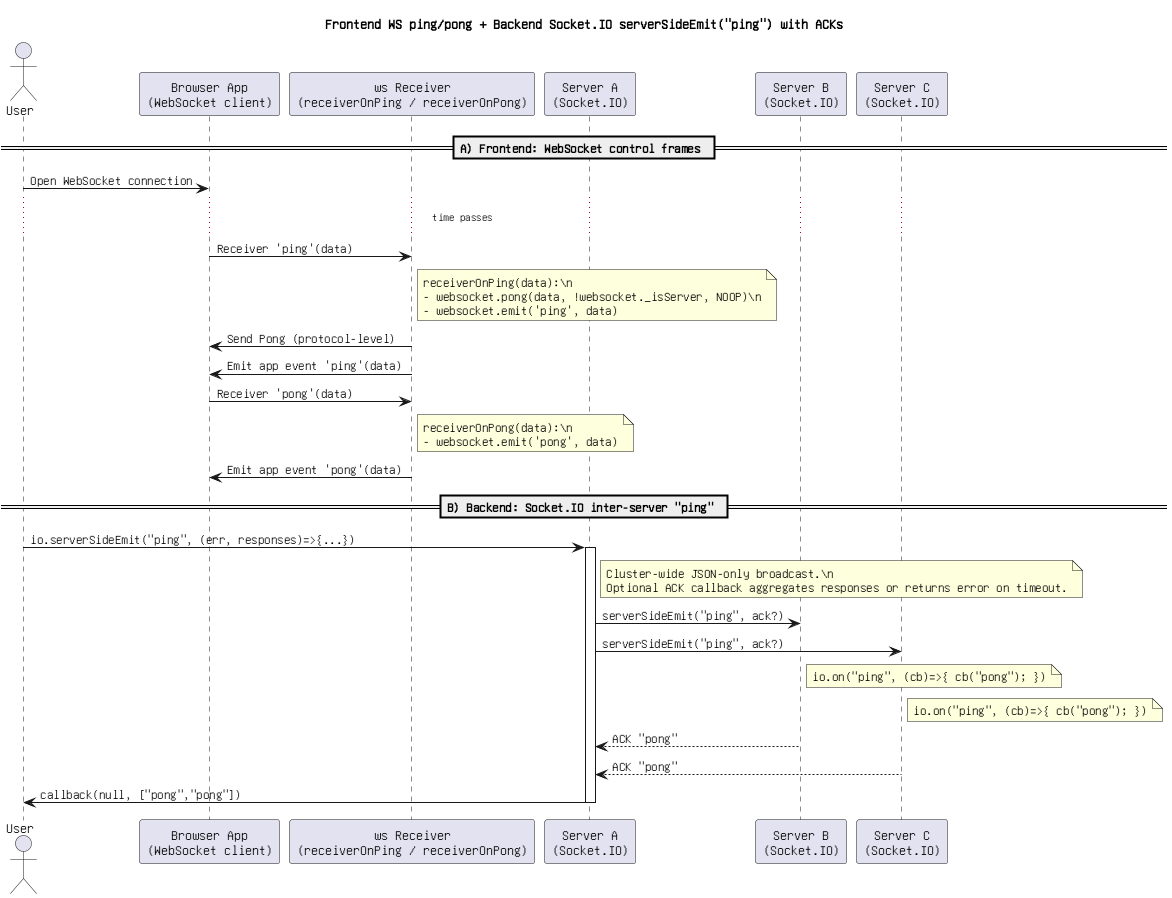 Frontend WS ping/pong + Backend Socket.IO serverSideEmit("ping") with ACKs
User
Browser App
(WebSocket client)
ws Receiver
(receiverOnPing / receiverOnPong)
Server A
(Socket.IO)
Server B
(Socket.IO)
Server C
(Socket.IO)
A) Frontend: WebSocket control frames
Open WebSocket connection
time passes
Receiver 'ping'(data)
receiverOnPing(data):\n
- websocket.pong(data, !websocket._isServer, NOOP)\n
- websocket.emit('ping', data)
Send Pong (protocol-level)
Emit app event 'ping'(data)
Receiver 'pong'(data)
receiverOnPong(data):\n
- websocket.emit('pong', data)
Emit app event 'pong'(data)
B) Backend: Socket.IO inter-server "ping"
io.serverSideEmit("ping", (err, responses)=>{...})
Cluster-wide JSON-only broadcast.\n
Optional ACK callback aggregates responses or returns error on timeout.
serverSideEmit("ping", ack?)
serverSideEmit("ping", ack?)
io.on("ping", (cb)=>{ cb("pong"); })
io.on("ping", (cb)=>{ cb("pong"); })
ACK "pong"
ACK "pong"
callback(null, ["pong","pong"])
User
Browser App
(WebSocket client)
ws Receiver
(receiverOnPing / receiverOnPong)
Server A
(Socket.IO)
Server B
(Socket.IO)
Server C
(Socket.IO)